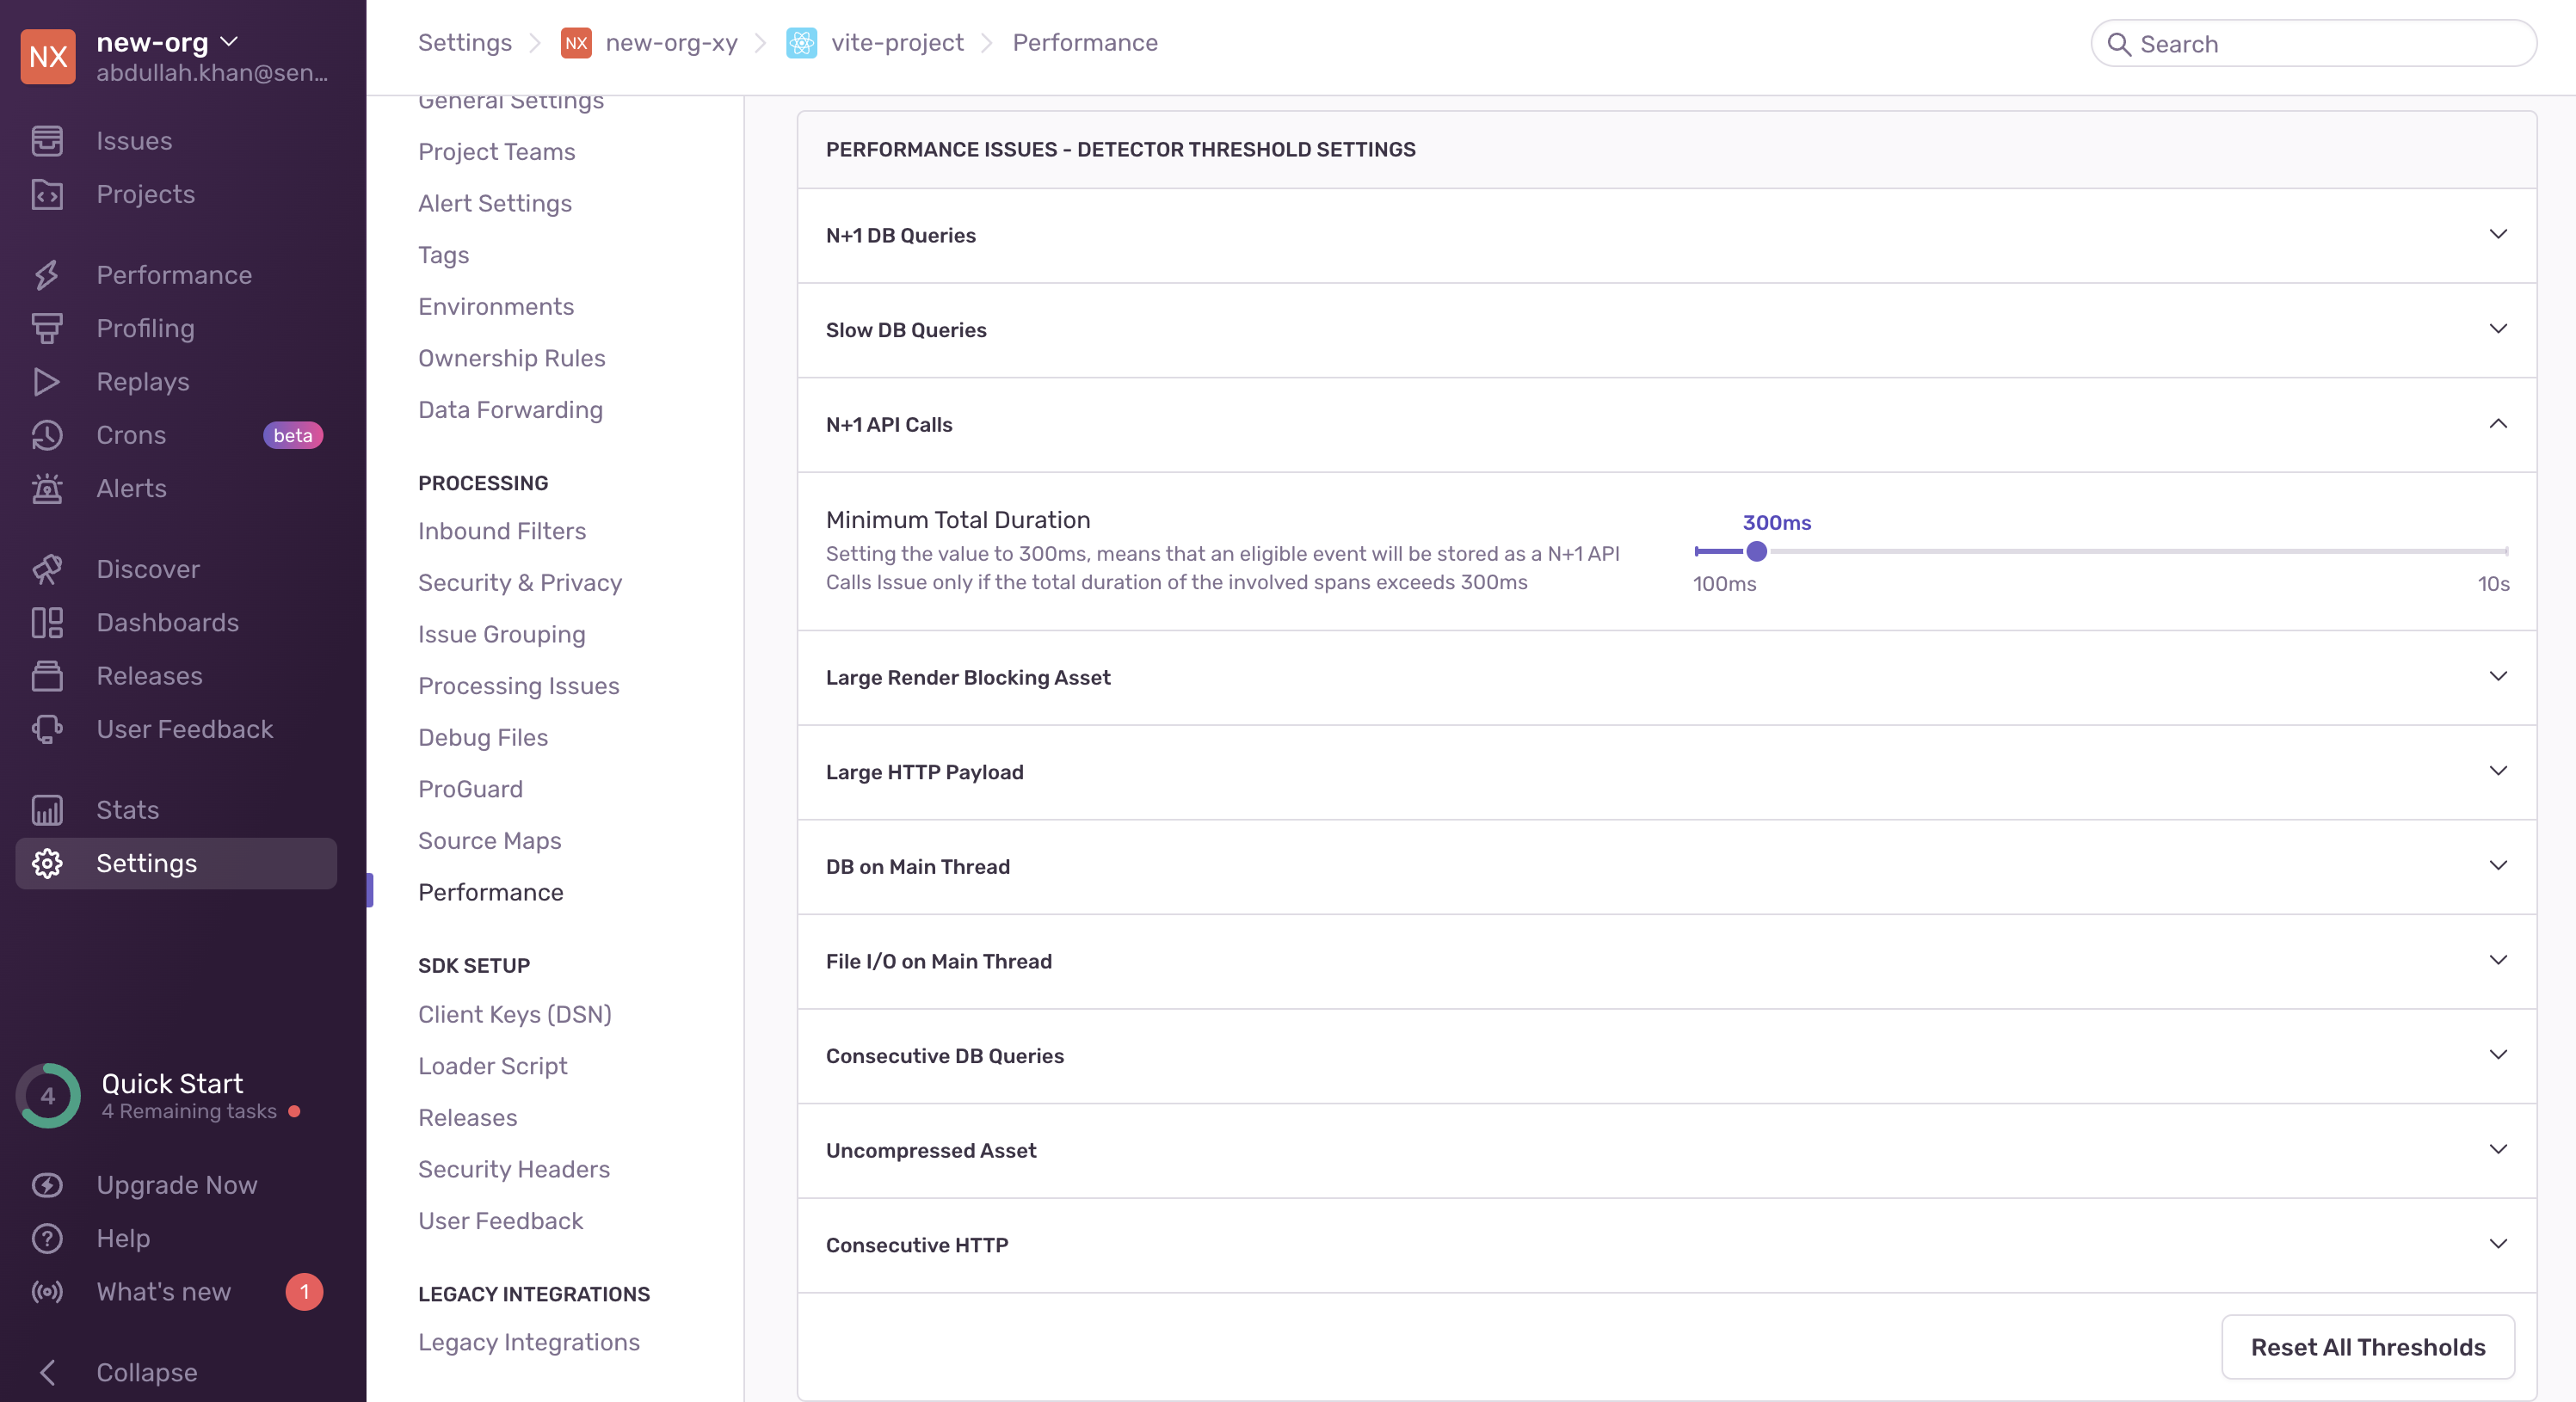 NX
new-org
abdullah.khan@sen...
Issues
Projects
Performance
Profiling
Replays
Crons
beta
Alerts
Discover
Dashboards
Releases
User Feedback
Stats
Settings
4
Quick Start
4 Remaining tasks
Upgrade Now
Help
What's new
1
Collapse
Settings
NX
new-org-xy
vite-project
Performance
Search
General Settings
Project Teams
Alert Settings
Tags
Environments
Ownership Rules
Data Forwarding
PROCESSING
Inbound Filters
Security & Privacy
Issue Grouping
Processing Issues
Debug Files
ProGuard
Source Maps
Performance
SDK SETUP
Client Keys (DSN)
Loader Script
Releases
Security Headers
User Feedback
LEGACY INTEGRATIONS
Legacy Integrations
PERFORMANCE ISSUES - DETECTOR THRESHOLD SETTINGS
N+1 DB Queries
Slow DB Queries
N+1 API Calls
Minimum Total Duration
Setting the value to 300ms, means that an eligible event will be stored as a N+1 API
Calls Issue only if the total duration of the involved spans exceeds 300ms
300ms
100ms
10s
Large Render Blocking Asset
Large HTTP Payload
DB on Main Thread
File I/O on Main Thread
Consecutive DB Queries
Uncompressed Asset
Consecutive HTTP
Reset All Thresholds